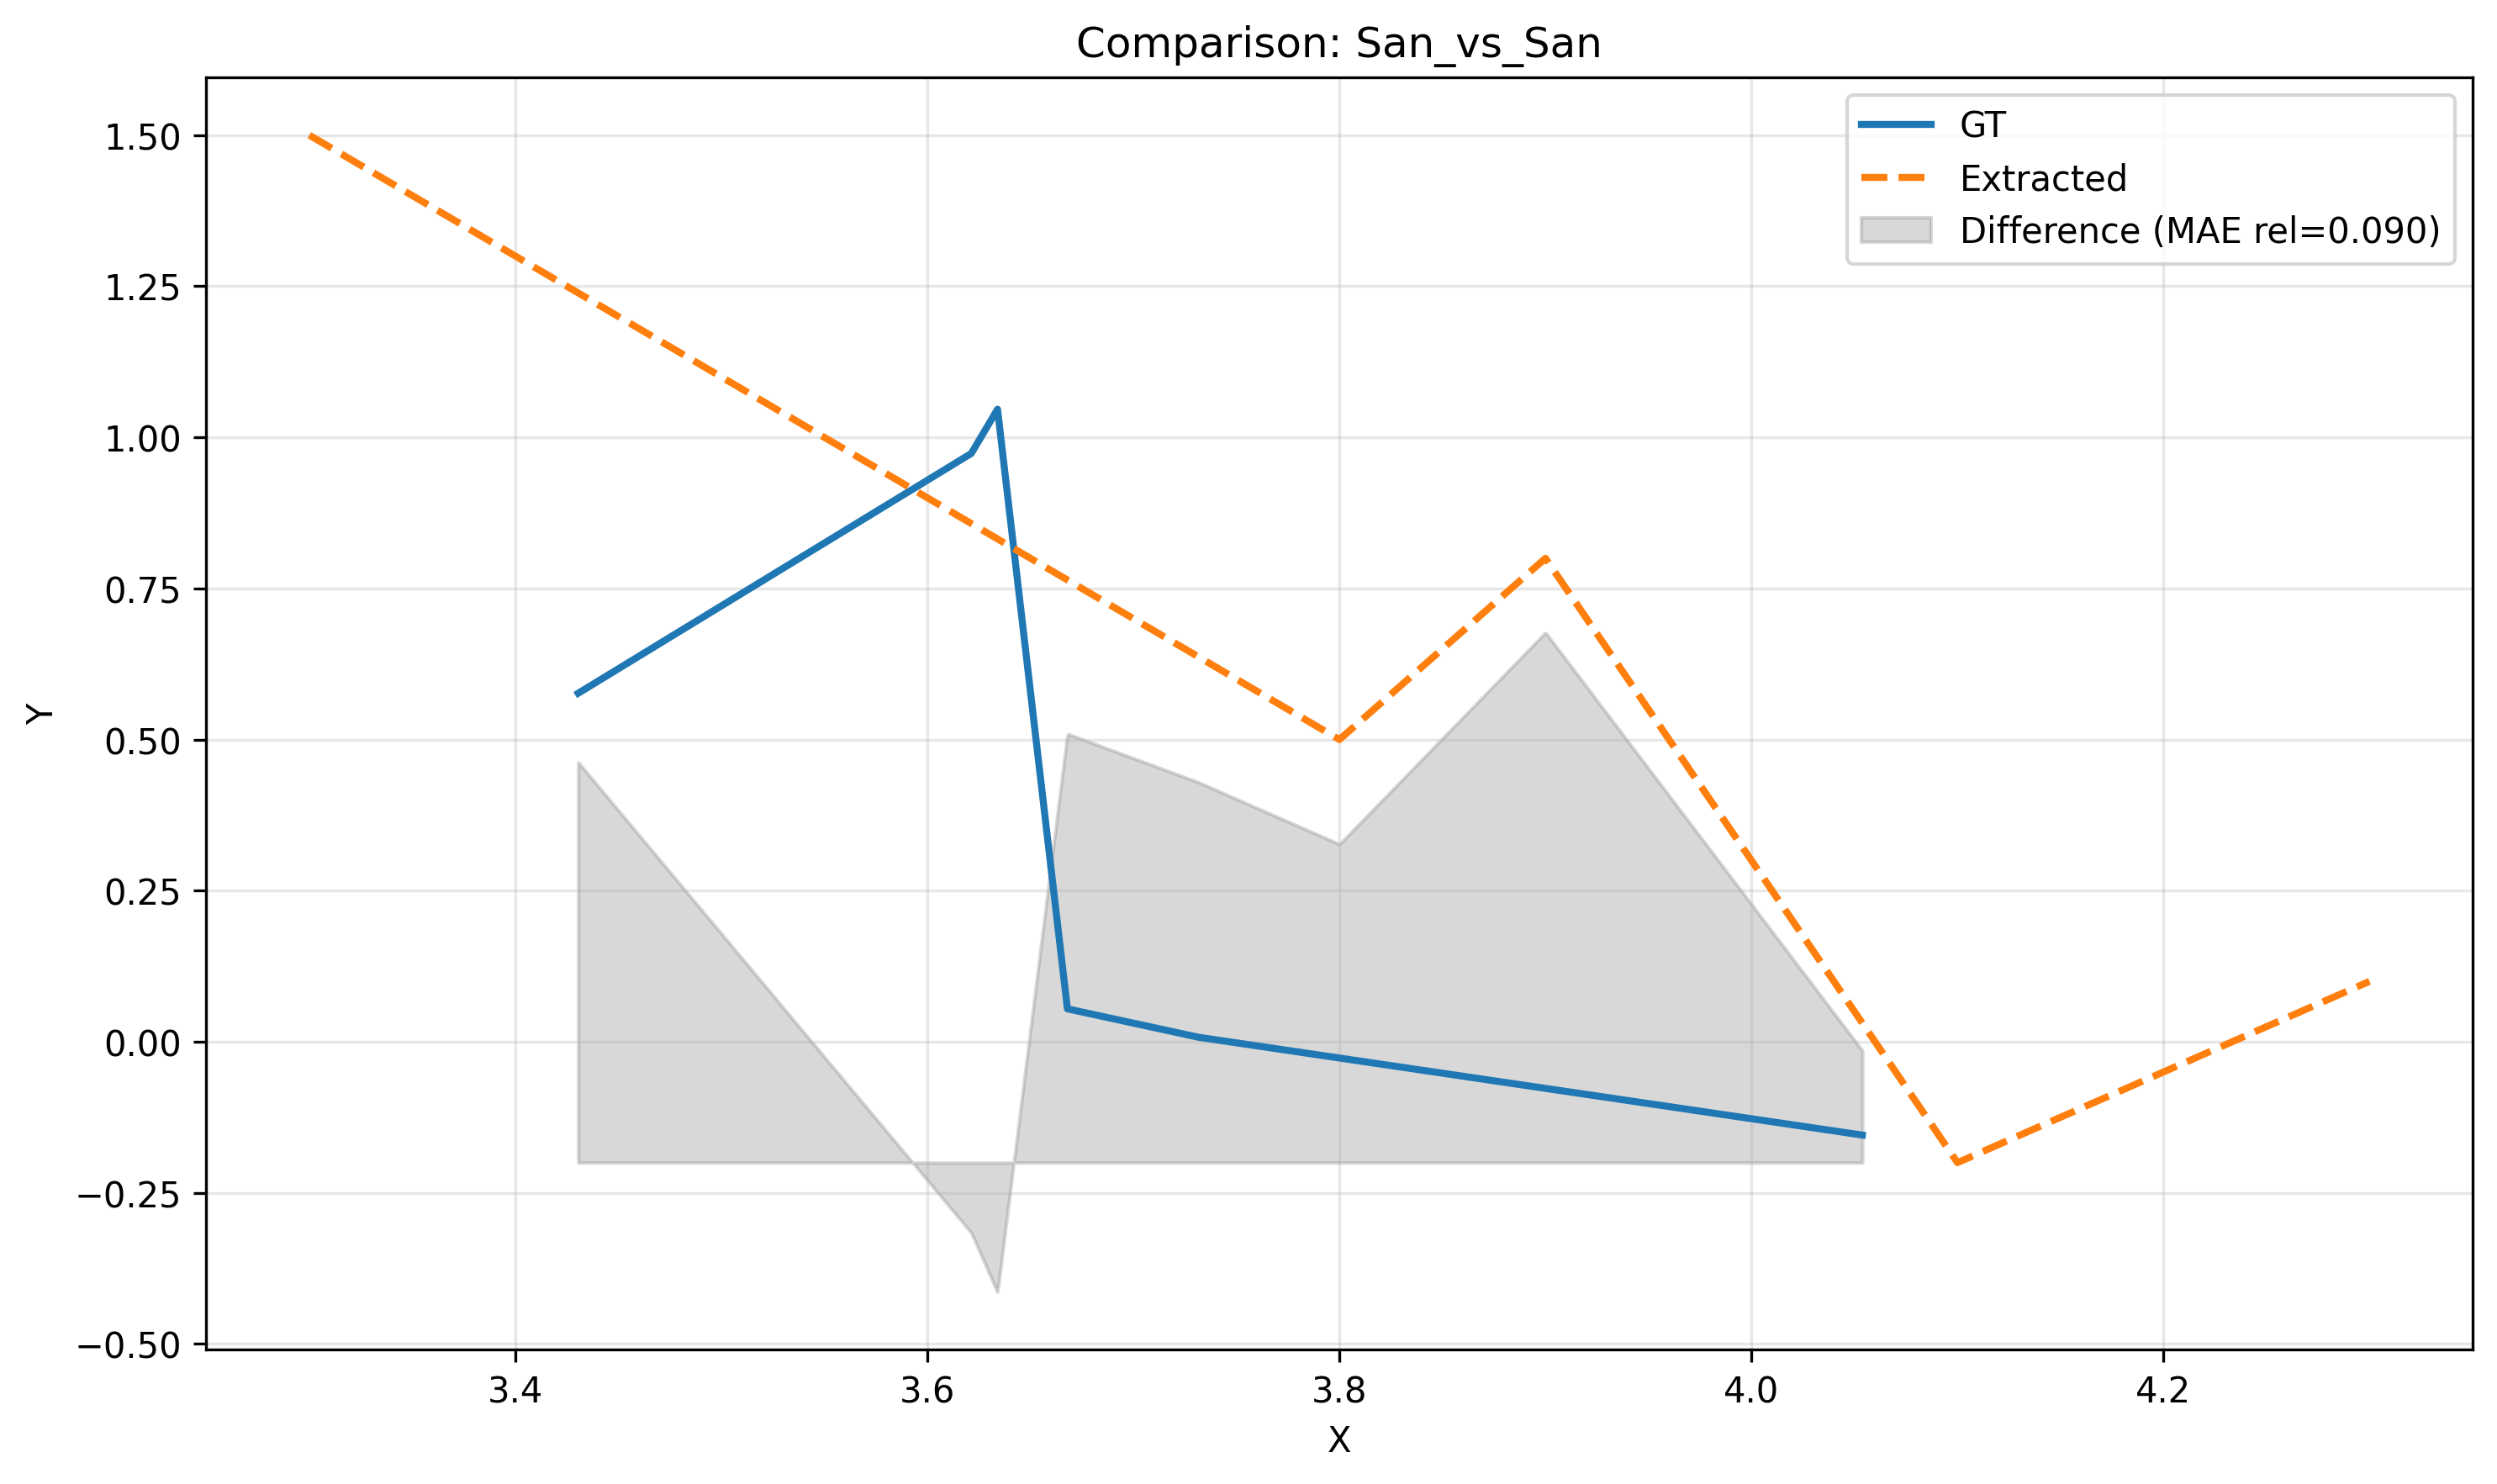 Comparison: San_vs_San
GT
Extracted
Difference (MAE rel=0.090)
1.50
1.25
1.00
0.75
0.50
0.25
0.00
−0.25
−0.50
Y
3.4 3.6 3.8 4.0 4.2
X